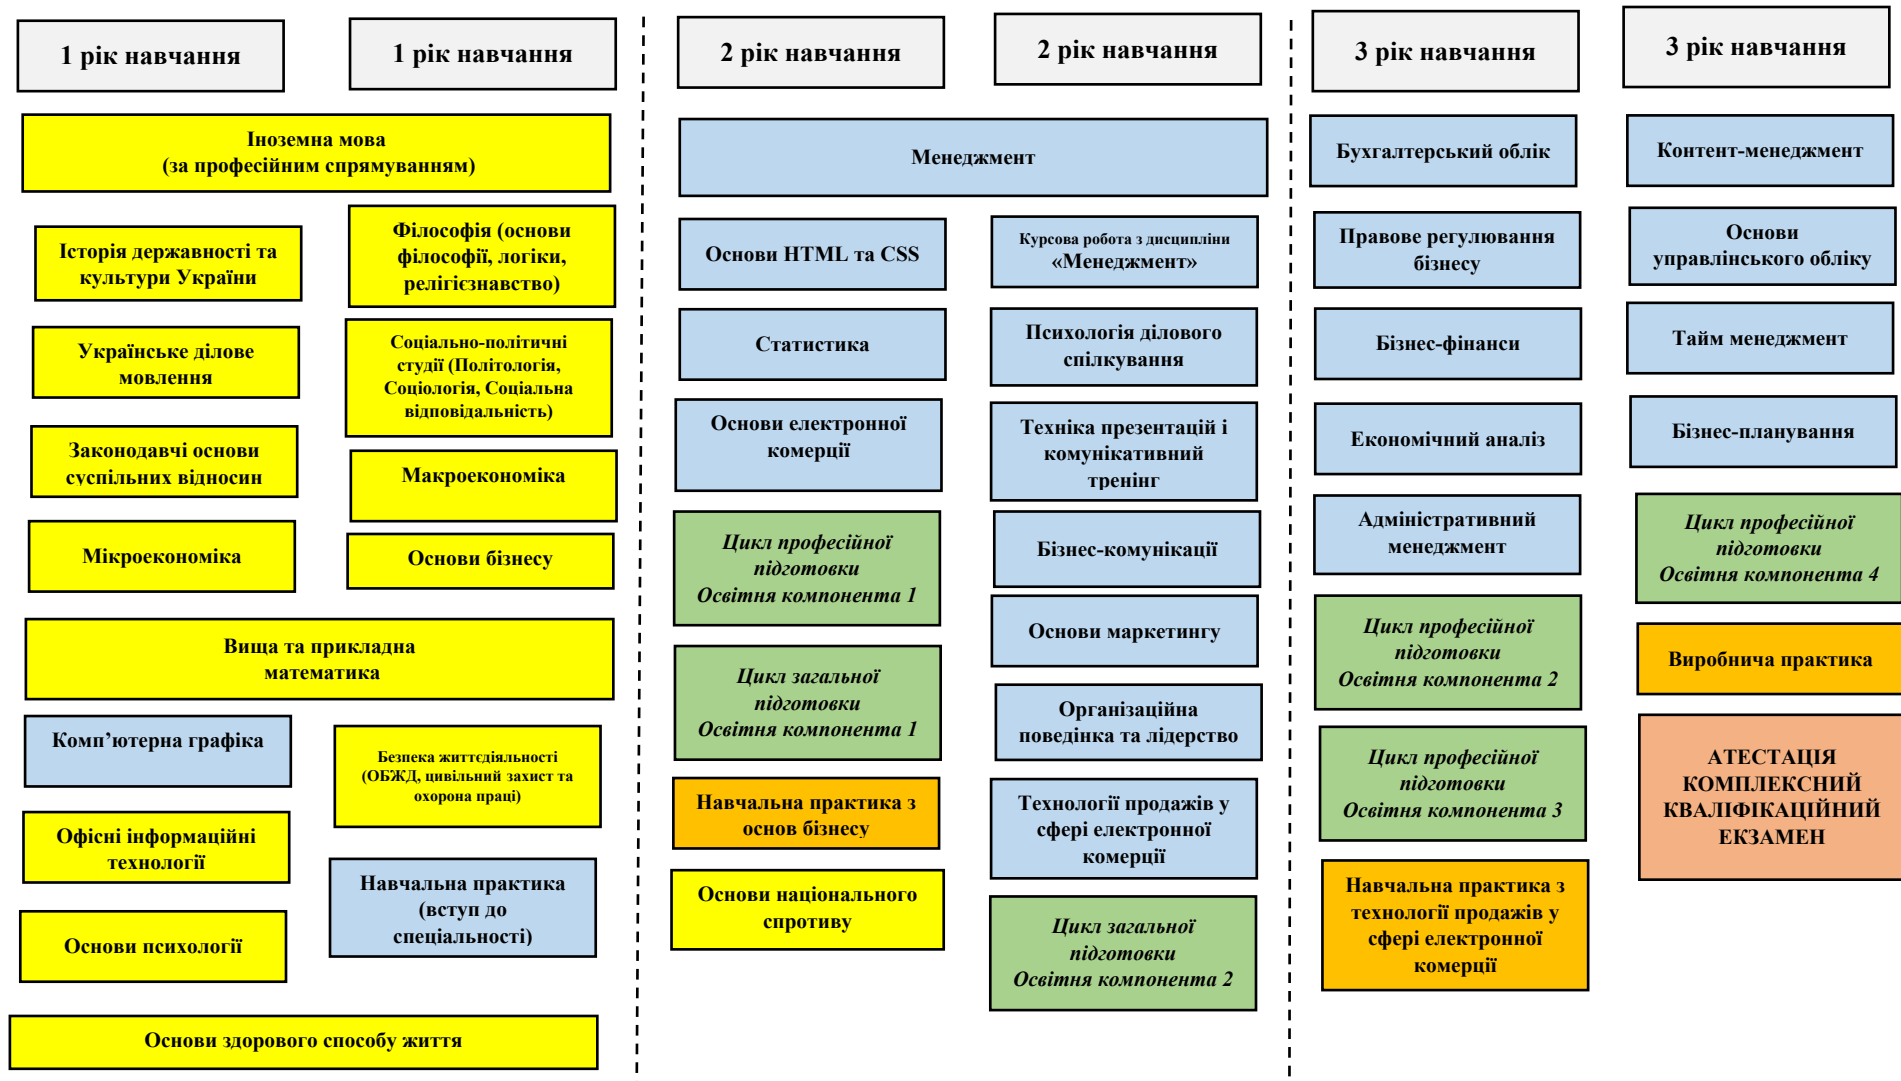 1 рік навчання
1 рік навчання
2 рік навчання
2 рік навчання
3 рік навчання
3 рік навчання
Іноземна мова
(за професійним спрямуванням)
Історія державності та
культури України
Українське ділове
мовлення
Законодавчі основи
суспільних відносин
Мікроекономіка
Філософія (основи
філософії, логіки,
релігієзнавство)
Соціально-політичні
студії (Політологія,
Соціологія, Соціальна
відповідальність)
Макроекономіка
Основи бізнесу
Вища та прикладна
математика
Комп’ютерна графіка
Офісні інформаційні
технології
Основи психології
Безпека життєдіяльності
(ОБЖД, цивільний захист та
охорона праці)
Навчальна практика
(вступ до
спеціальності)
Основи здорового способу життя
Менеджмент
Основи HTML та CSS
Статистика
Основи електронної
комерції
Цикл професійної
підготовки
Освітня компонента 1
Цикл загальної
підготовки
Освітня компонента 1
Навчальна практика з
основ бізнесу
Основи національного
спротиву
Курсова робота з дисципліни
«Менеджмент»
Психологія ділового
спілкування
Техніка презентацій і
комунікативний
тренінг
Бізнес-комунікації
Основи маркетингу
Організаційна
поведінка та лідерство
Технології продажів у
сфері електронної
комерції
Цикл загальної
підготовки
Освітня компонента 2
Бухгалтерський облік
Правове регулювання
бізнесу
Бізнес-фінанси
Економічний аналіз
Адміністративний
менеджмент
Цикл професійної
підготовки
Освітня компонента 2
Цикл професійної
підготовки
Освітня компонента 3
Навчальна практика з
технології продажів у
сфері електронної
комерції
Контент-менеджмент
Основи
управлінського обліку
Тайм менеджмент
Бізнес-планування
Цикл професійної
підготовки
Освітня компонента 4
Виробнича практика
АТЕСТАЦІЯ
КОМПЛЕКСНИЙ
КВАЛІФІКАЦІЙНИЙ
ЕКЗАМЕН